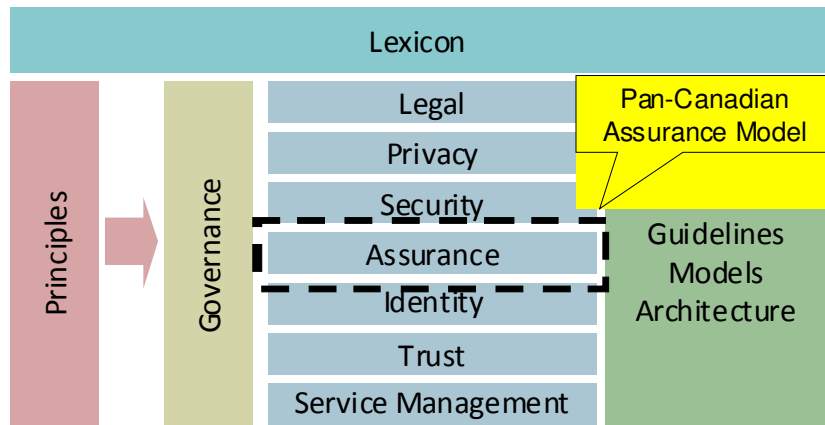 Lexicon
Principles
Governance
Legal
Privacy
Security
Assurance
Identity
Trust
Service Management
Pan-Canadian
Assurance Model
Guidelines
Models
Architecture